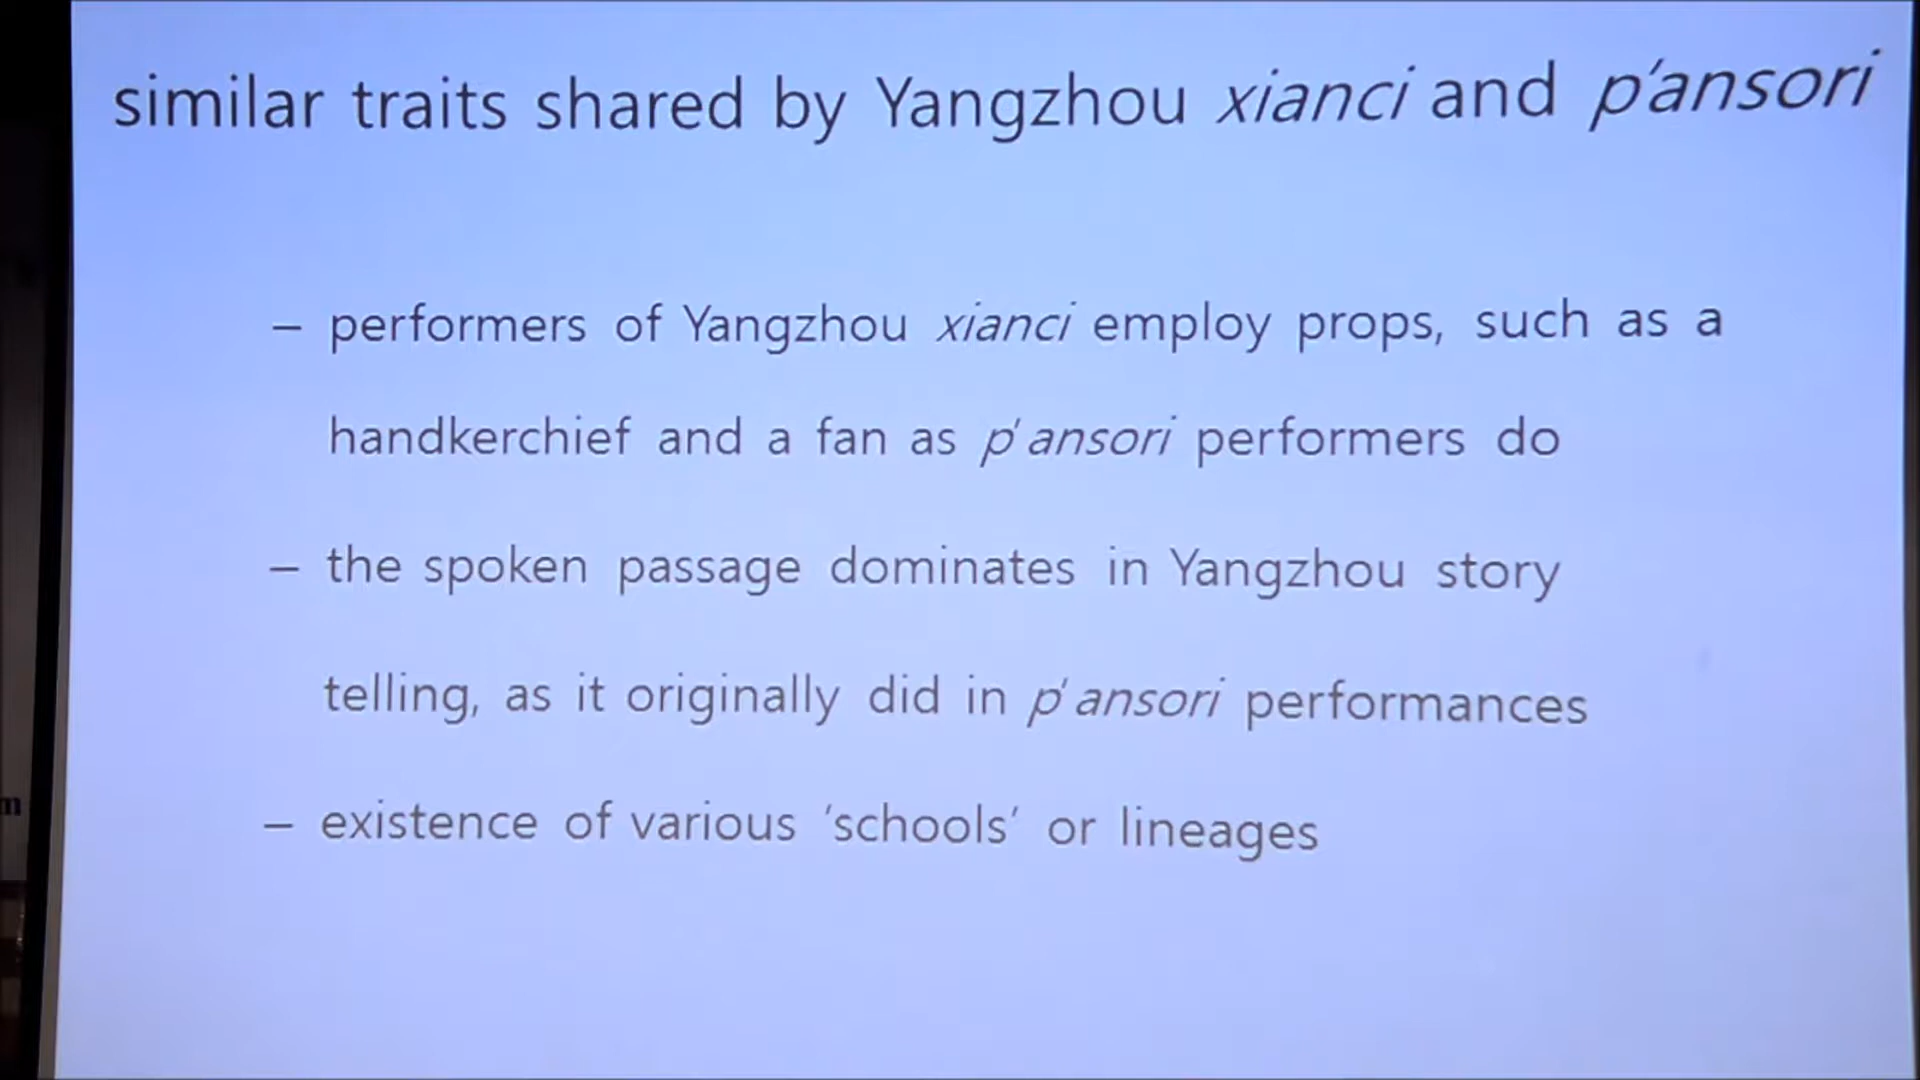 similar traits shared by Yangzhou xianci and p'ansori
– performers of Yangzhou xianci employ props, such as a
handkerchief and a fan as p'ansori performers do
– the spoken passage dominates in Yangzhou story
telling, as it originally did in p'ansori performances
– existence of various 'schools' or lineages
m